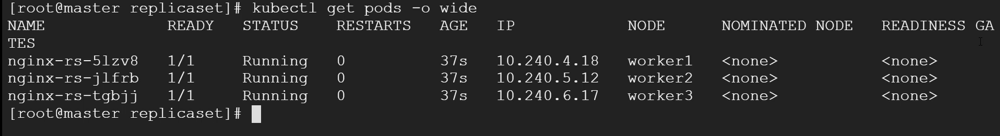 [root@master replicaset]# kubectl get pods -o wide
NAME READY STATUS RESTARTS AGE IP NODE NOMINATED NODE READINESS GA
TES
nginx-rs-5lzv8 1/1 Running 0 37s 10.240.4.18 worker1 <none> <none>
nginx-rs-jlfrb 1/1 Running 0 37s 10.240.5.12 worker2 <none> <none>
nginx-rs-tgbjj 1/1 Running 0 37s 10.240.6.17 worker3 <none> <none>
[root@master replicaset]#